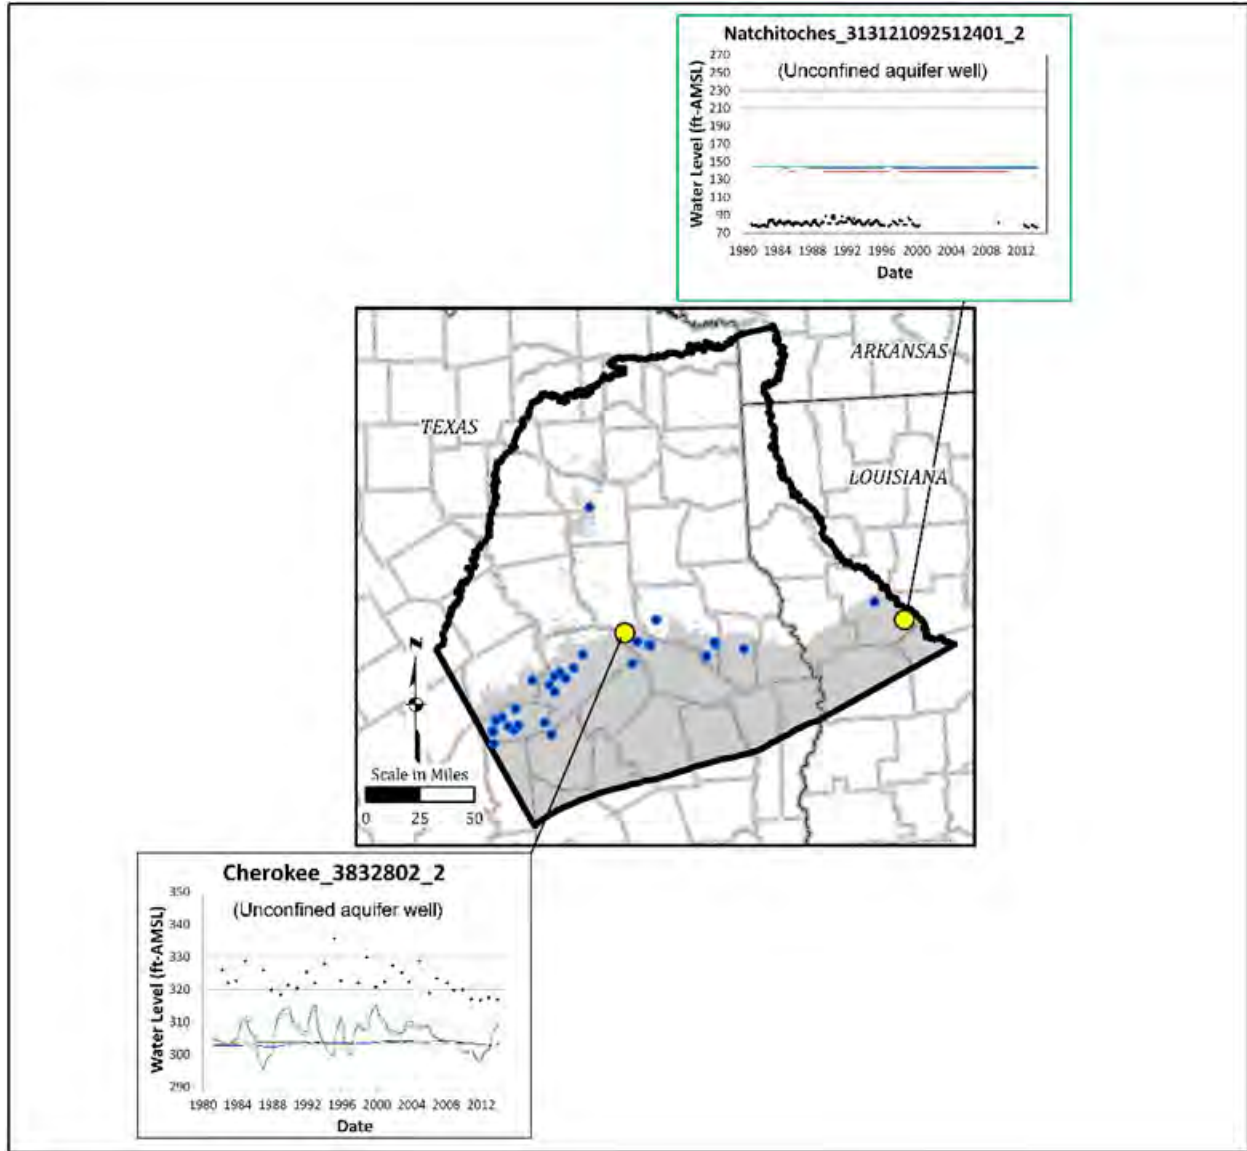 Natchitoches_313121092512401_2
(Unconfined aquifer well)
Water Level (ft-AMSL)
270
250
230
210
190
170
150
130
110
90
70
1980 1984 1988 1992 1996 2000 2004 2008 2012
Date
ARKANSAS
TEXAS
LOUISIANA
N
Scale in Miles
0 25 50
Cherokee_3832802_2
(Unconfined aquifer well)
Water Level (ft-AMSL)
350
340
330
320
310
300
290
1980 1984 1988 1992 1996 2000 2004 2008 2012
Date